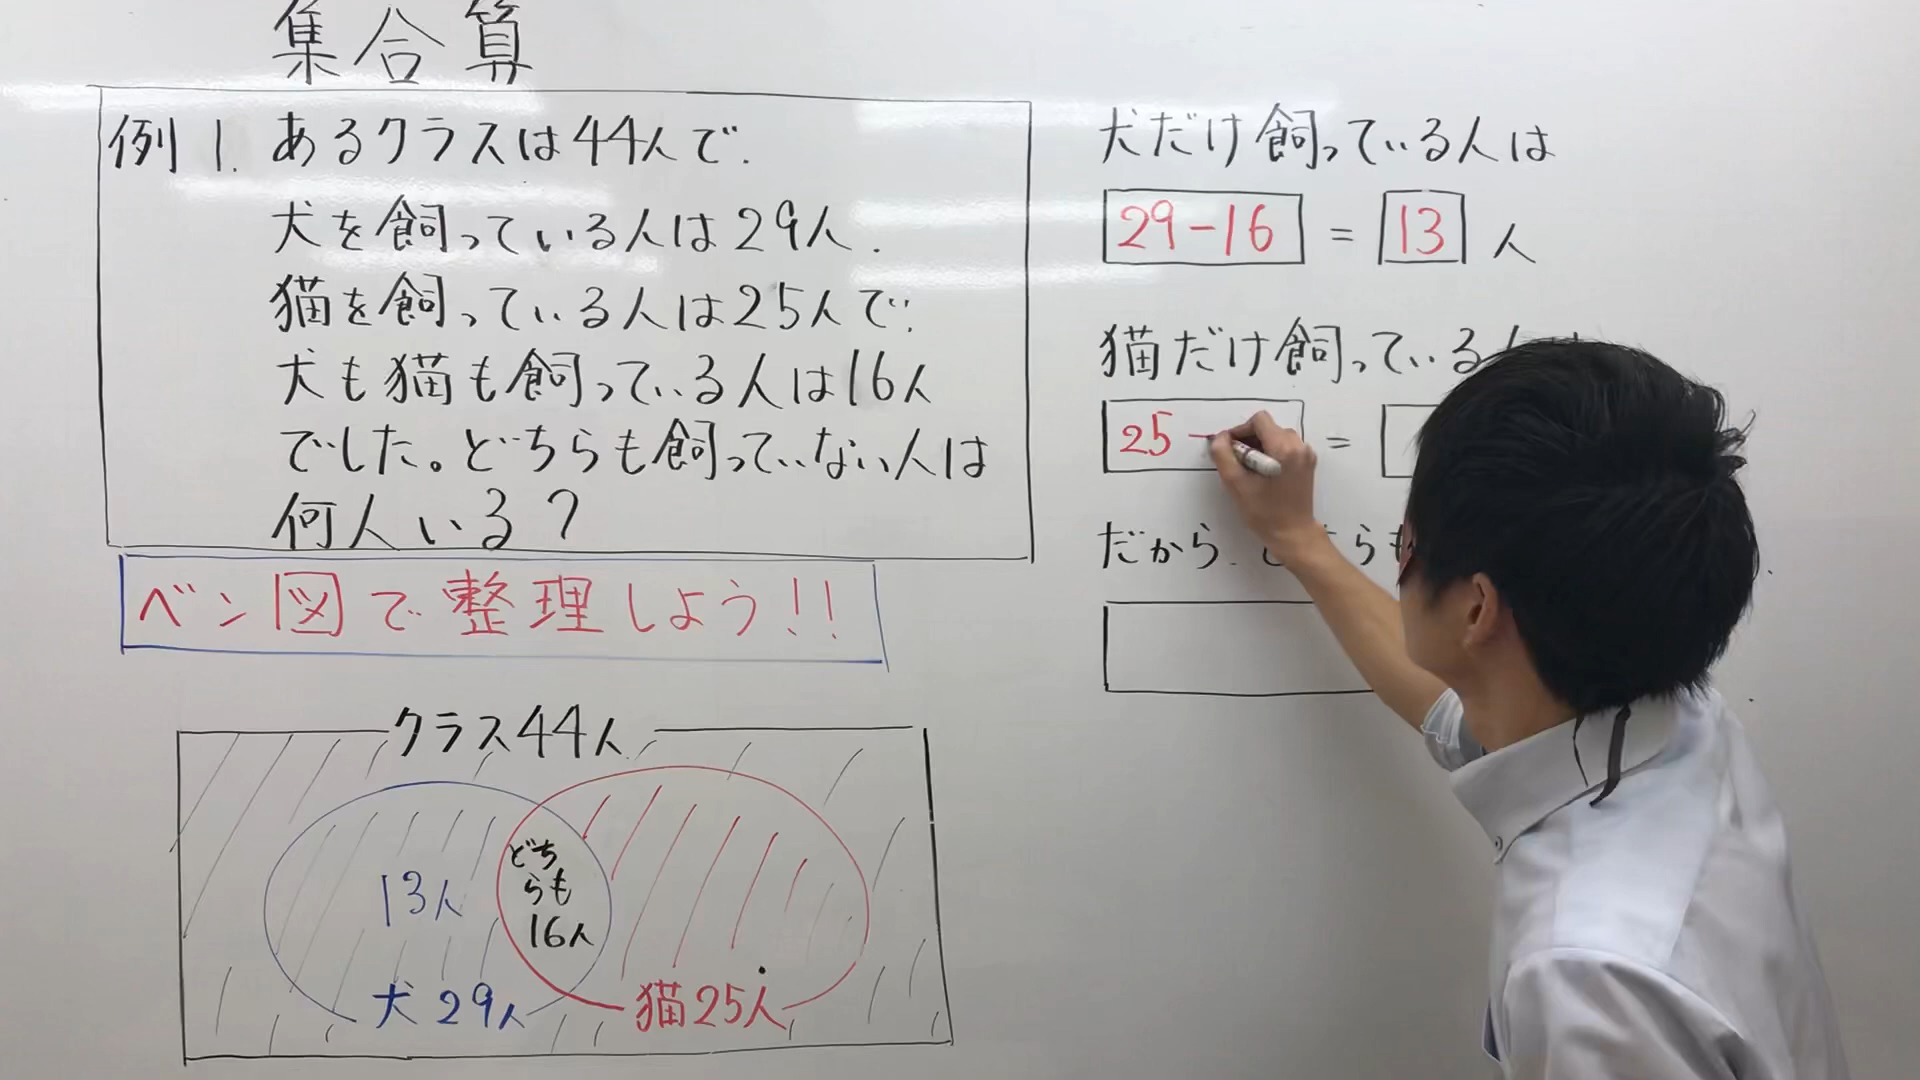 集合算
例1. あるクラスは44人で.
犬を飼っている人は29人.
猫を飼っている人は25人で.
犬も猫も飼っている人は16人
でした。どちらも飼っていない人は
何人いる?
ベン図で整理しよう!!
クラス44人
どち
らも
16人
13人
犬29人
猫25人
犬だけ飼っている人は
29-16 = 13 人
猫だけ飼っている
25 - =
だから.